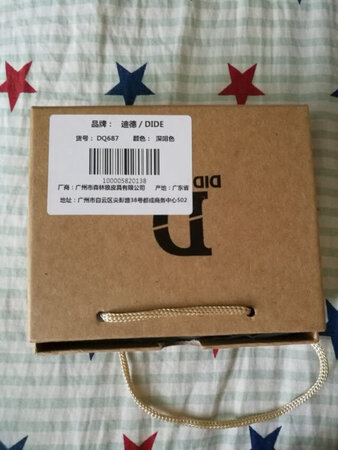 品牌： 迪德 / DIDE
货号： DQ687 颜色： 深啡色
100005820138
厂商：广州市森林狼皮具有限公司 产地：广东省
地址：广州市白云区尖彭路38号都成商务中心502
DID
D